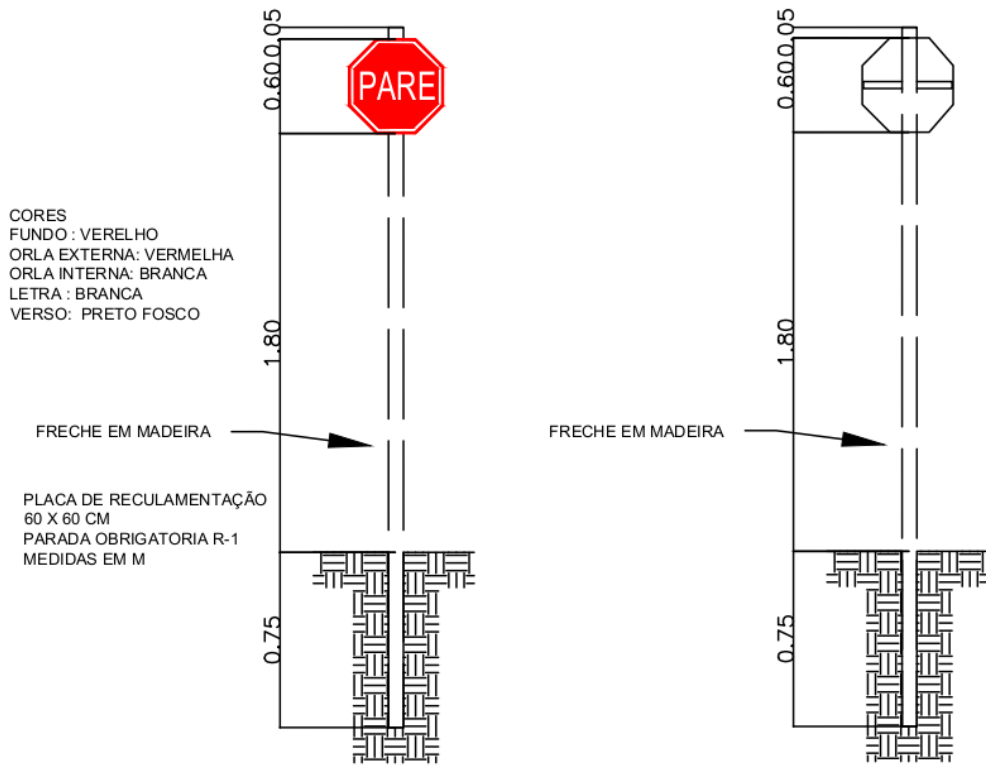 0.05
0.60
PARE
CORES
FUNDO : VERELHO
ORLA EXTERNA: VERMELHA
ORLA INTERNA: BRANCA
LETRA : BRANCA
VERSO: PRETO FOSCO
1.80
FRECHE EM MADEIRA
PLACA DE RECULAMENTAÇÃO
60 X 60 CM
PARADA OBRIGATORIA R-1
MEDIDAS EM M
0.75
0.05
0.60
1.80
FRECHE EM MADEIRA
0.75